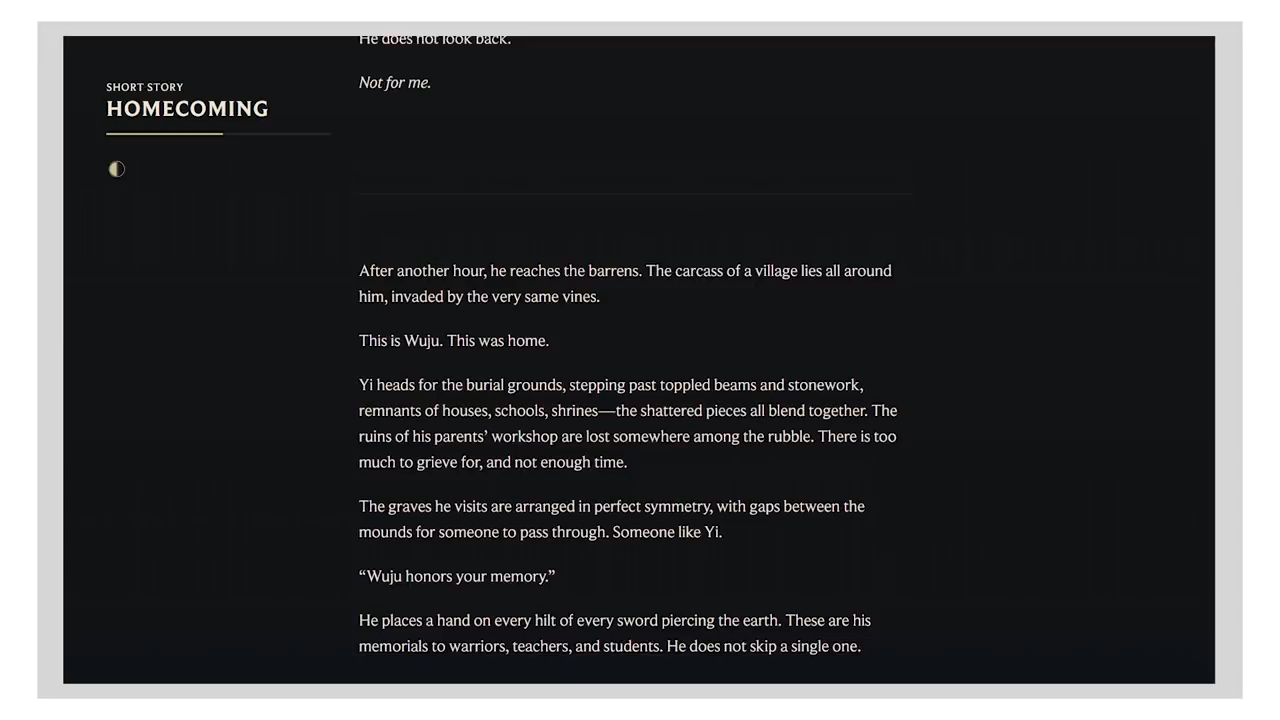 He does not look back.
SHORT STORY
HOMECOMING
Not for me.
After another hour, he reaches the barrens. The carcass of a village lies all around
him, invaded by the very same vines.
This is Wuju. This was home.
Yi heads for the burial grounds, stepping past toppled beams and stonework,
remnants of houses, schools, shrines—the shattered pieces all blend together. The
ruins of his parents’ workshop are lost somewhere among the rubble. There is too
much to grieve for, and not enough time.
The graves he visits are arranged in perfect symmetry, with gaps between the
mounds for someone to pass through. Someone like Yi.
“Wuju honors your memory.”
He places a hand on every hilt of every sword piercing the earth. These are his
memorials to warriors, teachers, and students. He does not skip a single one.